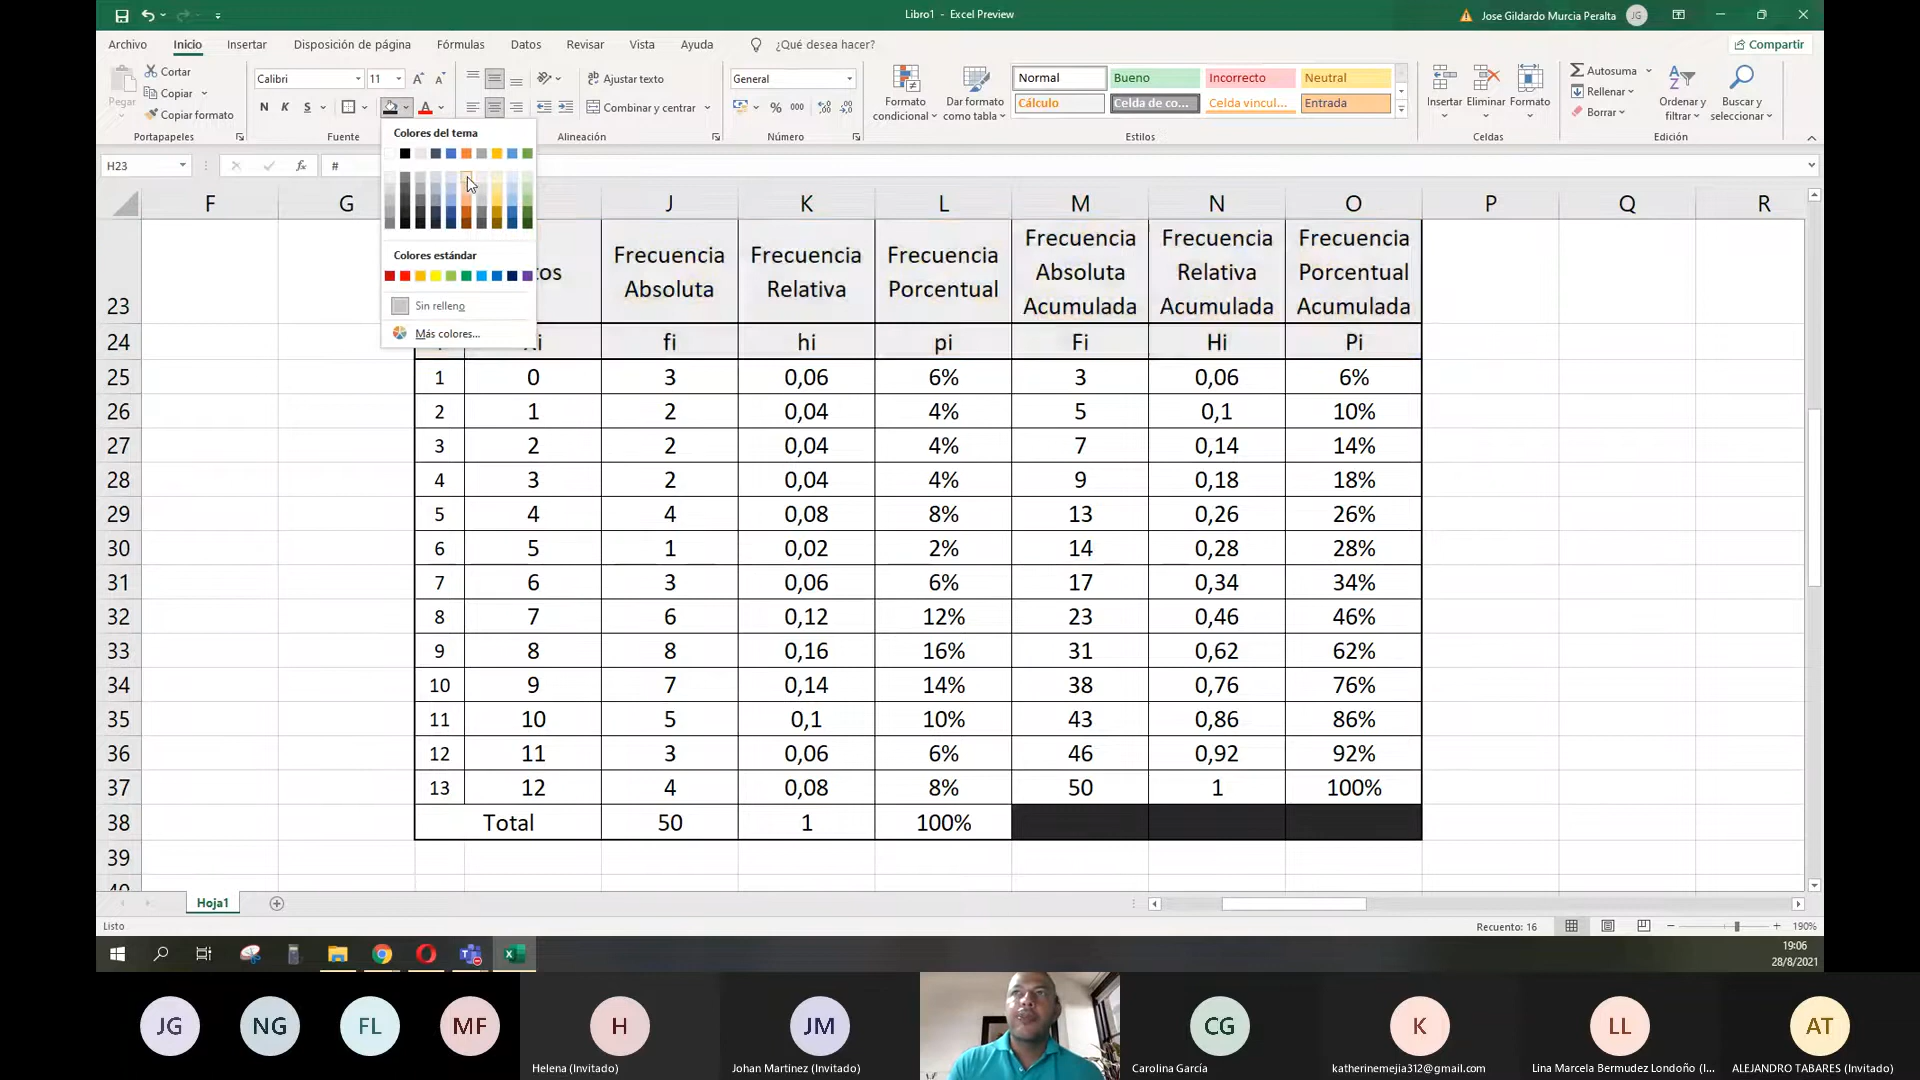 Libro1 - Excel Preview
Jose Gildardo Murcia Peralta
JG
Archivo Inicio Insertar Disposición de página Fórmulas Datos Revisar Vista Ayuda ¿Qué desea hacer? Compartir
Pegar
Cortar
Copiar
Copiar formato
Portapapeles
Calibri 11
N K S
Fuente
Ajustar texto
Combinar y centrar
Alineación
General
% 000
Número
Formato condicional
Dar formato como tabla
Normal Bueno Incorrecto Neutral
Cálculo Celda de co... Celda vincul... Entrada
Estilos
Insertar Eliminar Formato
Celdas
Autosuma
Rellenar
Borrar
Ordenar y filtrar
Buscar y seleccionar
Edición
H23 fx #
Colores del tema
Colores estándar
Sin relleno
Más colores...
F G J K L M N O P Q R
23 Frecuencia Absoluta Frecuencia Relativa Frecuencia Porcentual Frecuencia Absoluta Acumulada Frecuencia Relativa Acumulada Frecuencia Porcentual Acumulada
24 fi hi pi Fi Hi Pi
25 1 0 3 0,06 6% 3 0,06 6%
26 2 1 2 0,04 4% 5 0,1 10%
27 3 2 2 0,04 4% 7 0,14 14%
28 4 3 2 0,04 4% 9 0,18 18%
29 5 4 4 0,08 8% 13 0,26 26%
30 6 5 1 0,02 2% 14 0,28 28%
31 7 6 3 0,06 6% 17 0,34 34%
32 8 7 6 0,12 12% 23 0,46 46%
33 9 8 8 0,16 16% 31 0,62 62%
34 10 9 7 0,14 14% 38 0,76 76%
35 11 10 5 0,1 10% 43 0,86 86%
36 12 11 3 0,06 6% 46 0,92 92%
37 13 12 4 0,08 8% 50 1 100%
38 Total 50 1 100%
39
Hoja1
Listo
Recuento: 16
190%
19:06
28/8/2021
JG NG FL MF H JM CG K LL AT
Helena (Invitado) Johan Martinez (Invitado) Carolina García katherinemejia312@gmail.com Lina Marcela Bermudez Londoño (I... ALEJANDRO TABARES (Invitado)